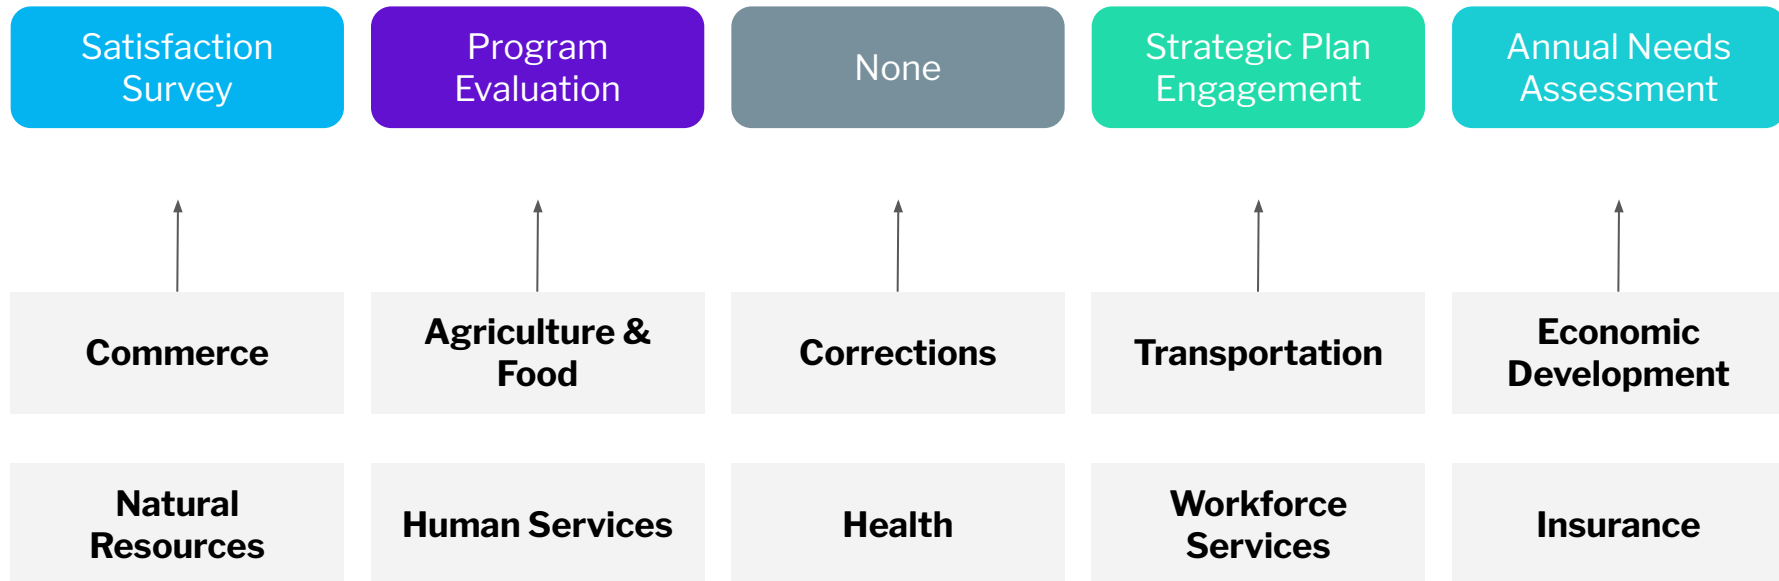 Satisfaction
Survey
Program
Evaluation
None
Strategic Plan
Engagement
Annual Needs
Assessment
Commerce
Agriculture &
Food
Corrections
Transportation
Economic
Development
Natural
Resources
Human Services
Health
Workforce
Services
Insurance